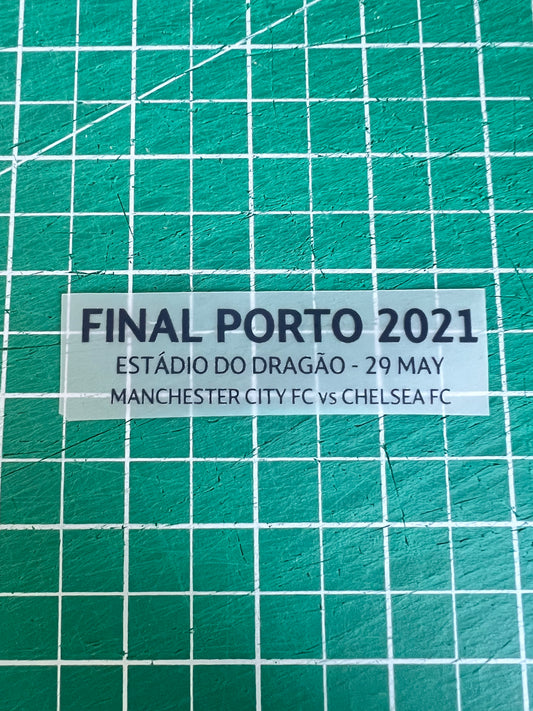 FINAL PORTO 2021
ESTÁDIO DO DRAGÃO - 29 MAY
MANCHESTER CITY FC vs CHELSEA FC